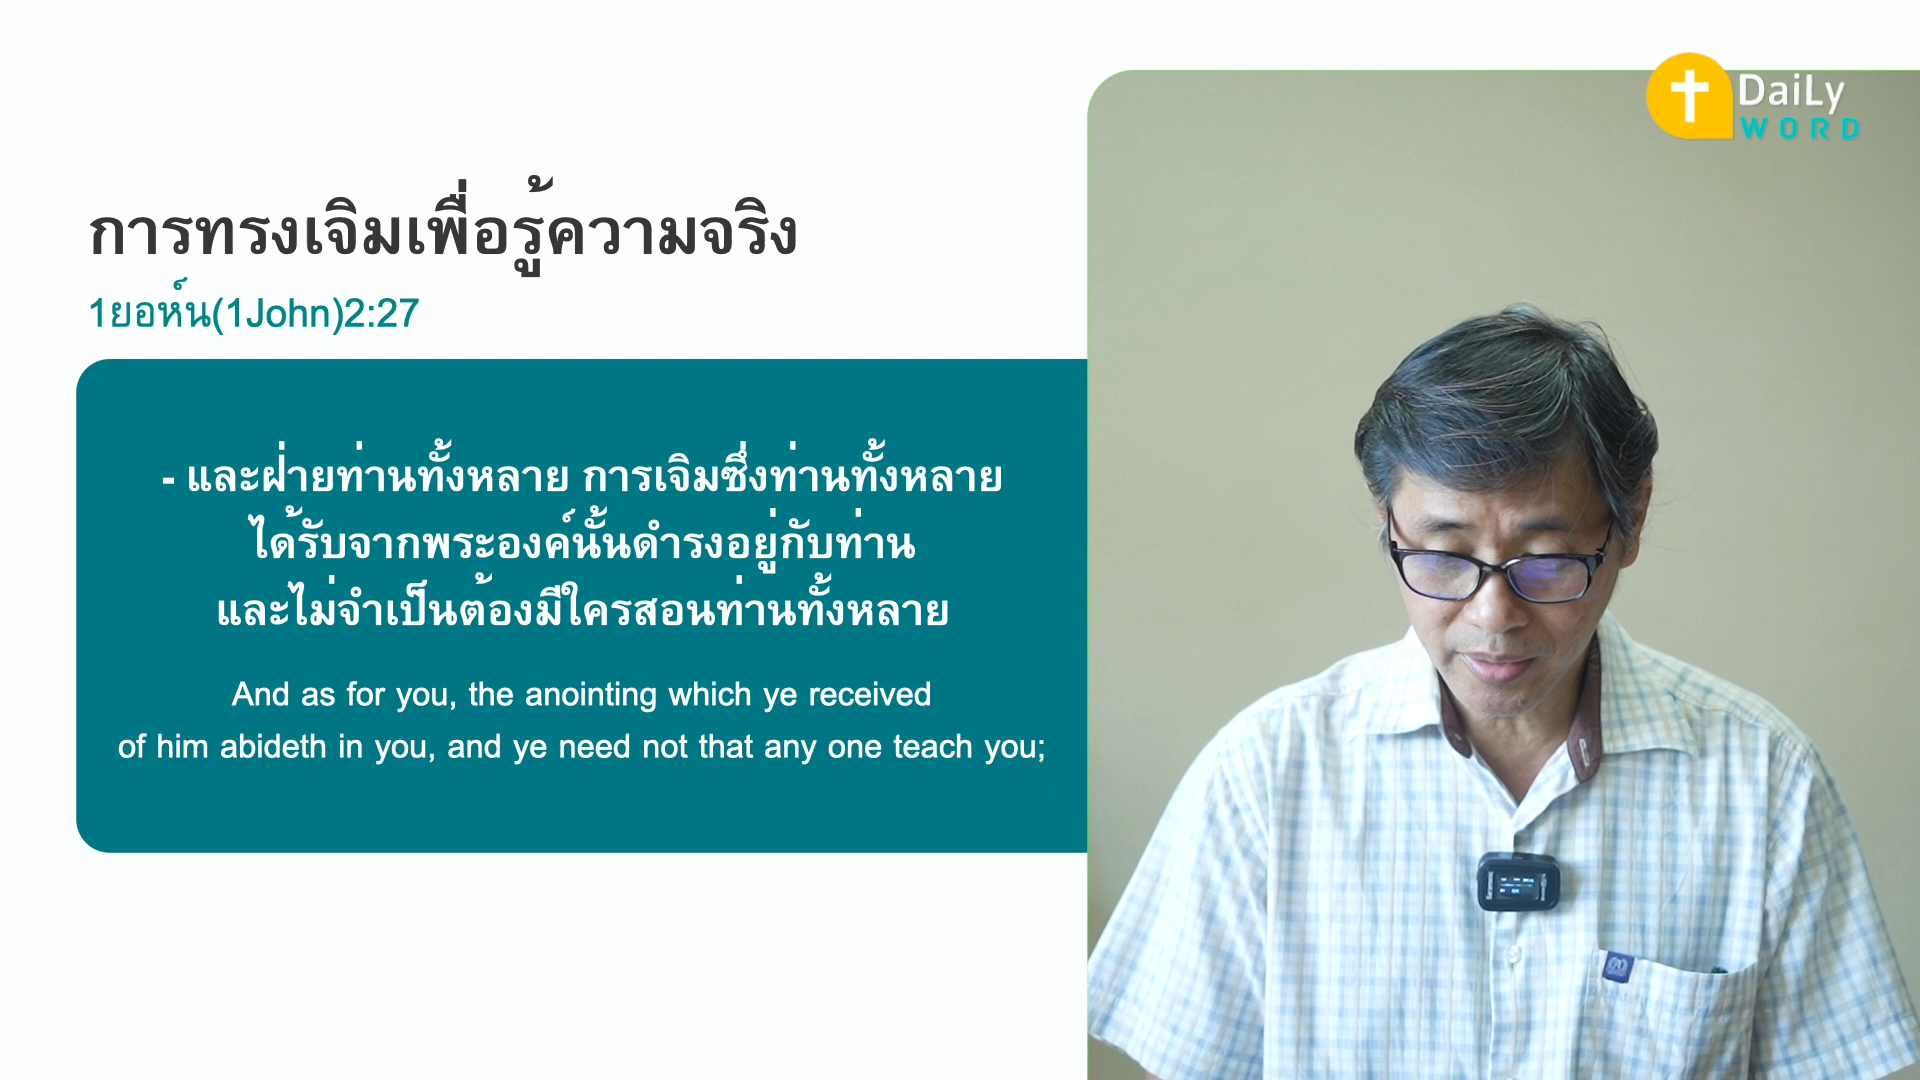 DaiLy
WORD
การทรงเจิมเพื่อรู้ความจริง
1ยอห์น(1John)2:27
- และฝ่ายท่านทั้งหลาย การเจิมซึ่งท่านทั้งหลาย
ได้รับจากพระองค์นั้นดำรงอยู่กับท่าน
และไม่จำเป็นต้องมีใครสอนท่านทั้งหลาย
And as for you, the anointing which ye received
of him abideth in you, and ye need not that any one teach you;